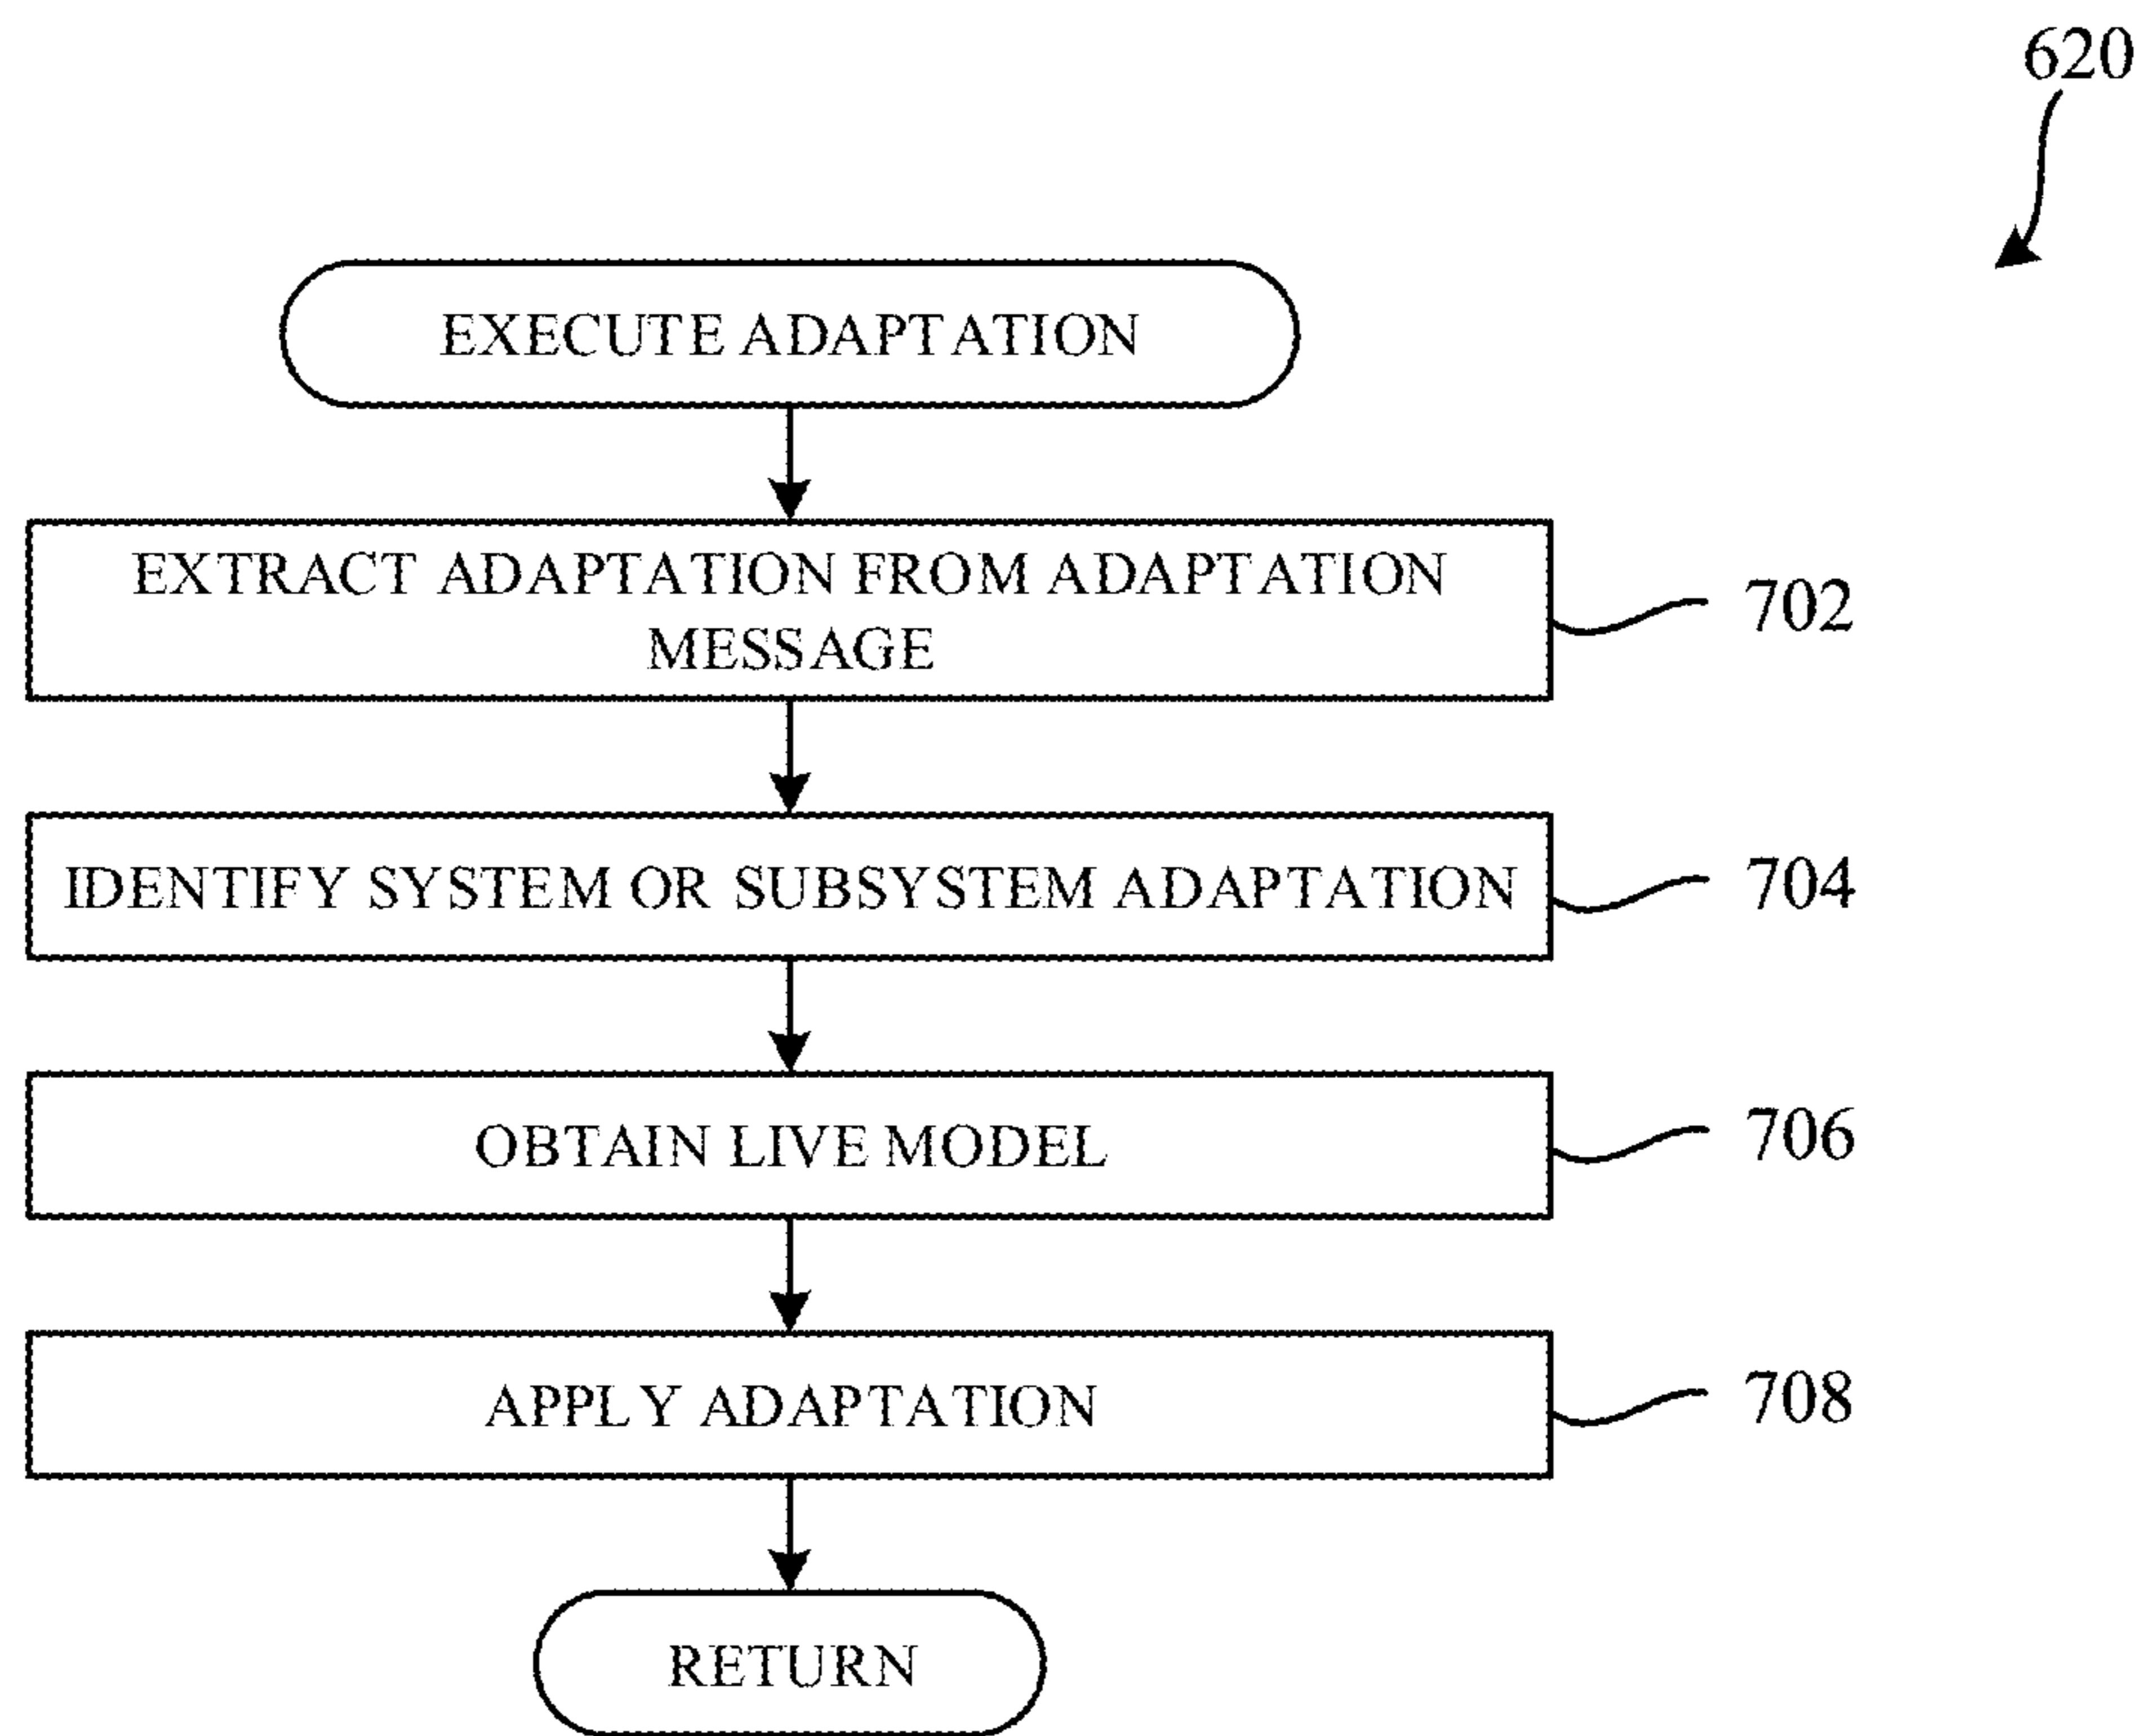 620
EXECUTE ADAPTATION
EXTRACT ADAPTATION FROM ADAPTATION
MESSAGE
702
IDENTIFY SYSTEM OR SUBSYSTEM ADAPTATION
704
OBTAIN LIVE MODEL
706
APPLY ADAPTATION
708
RETURN